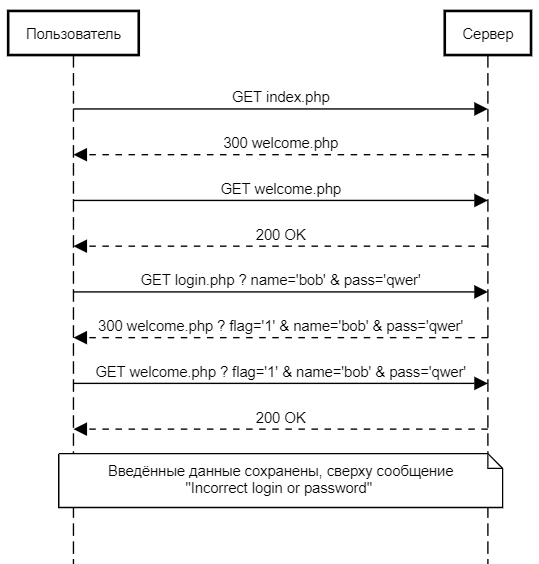 Пользователь
Сервер
GET index.php
300 welcome.php
GET welcome.php
200 OK
GET login.php ? name='bob' & pass='qwer'
300 welcome.php ? flag='1' & name='bob' & pass='qwer'
GET welcome.php ? flag='1' & name='bob' & pass='qwer'
200 OK
Введённые данные сохранены, сверху сообщение
"Incorrect login or password"